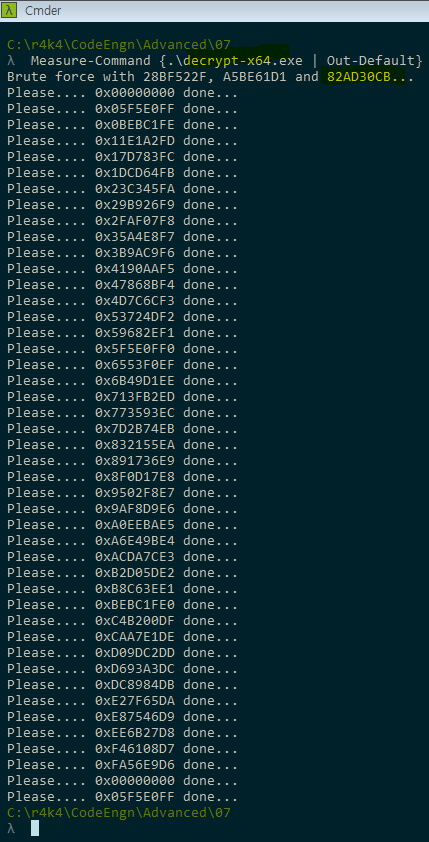 λ Cmder
C:\r4k4\CodeEngn\Advanced\07
λ Measure-Command {.\decrypt-x64.exe | Out-Default}
Brute force with 28BF522F, A5BE61D1 and 82AD30CB...
Please.... 0x00000000 done...
Please.... 0x05F5E0FF done...
Please.... 0x0BEBC1FE done...
Please.... 0x11E1A2FD done...
Please.... 0x17D783FC done...
Please.... 0x1DCD64FB done...
Please.... 0x23C345FA done...
Please.... 0x29B926F9 done...
Please.... 0x2FAF07F8 done...
Please.... 0x35A4E8F7 done...
Please.... 0x3B9AC9F6 done...
Please.... 0x4190AAF5 done...
Please.... 0x47868BF4 done...
Please.... 0x4D7C6CF3 done...
Please.... 0x53724DF2 done...
Please.... 0x59682EF1 done...
Please.... 0x5F5E0FF0 done...
Please.... 0x6553F0EF done...
Please.... 0x6B49D1EE done...
Please.... 0x713FB2ED done...
Please.... 0x773593EC done...
Please.... 0x7D2B74EB done...
Please.... 0x832155EA done...
Please.... 0x891736E9 done...
Please.... 0x8F0D17E8 done...
Please.... 0x9502F8E7 done...
Please.... 0x9AF8D9E6 done...
Please.... 0xA0EEBAE5 done...
Please.... 0xA6E49BE4 done...
Please.... 0xACDA7CE3 done...
Please.... 0xB2D05DE2 done...
Please.... 0xB8C63EE1 done...
Please.... 0xBEBC1FE0 done...
Please.... 0xC4B200DF done...
Please.... 0xCAA7E1DE done...
Please.... 0xD09DC2DD done...
Please.... 0xD693A3DC done...
Please.... 0xDC8984DB done...
Please.... 0xE27F65DA done...
Please.... 0xE87546D9 done...
Please.... 0xEE6B27D8 done...
Please.... 0xF46108D7 done...
Please.... 0xFA56E9D6 done...
Please.... 0x00000000 done...
Please.... 0x05F5E0FF done...
C:\r4k4\CodeEngn\Advanced\07
λ